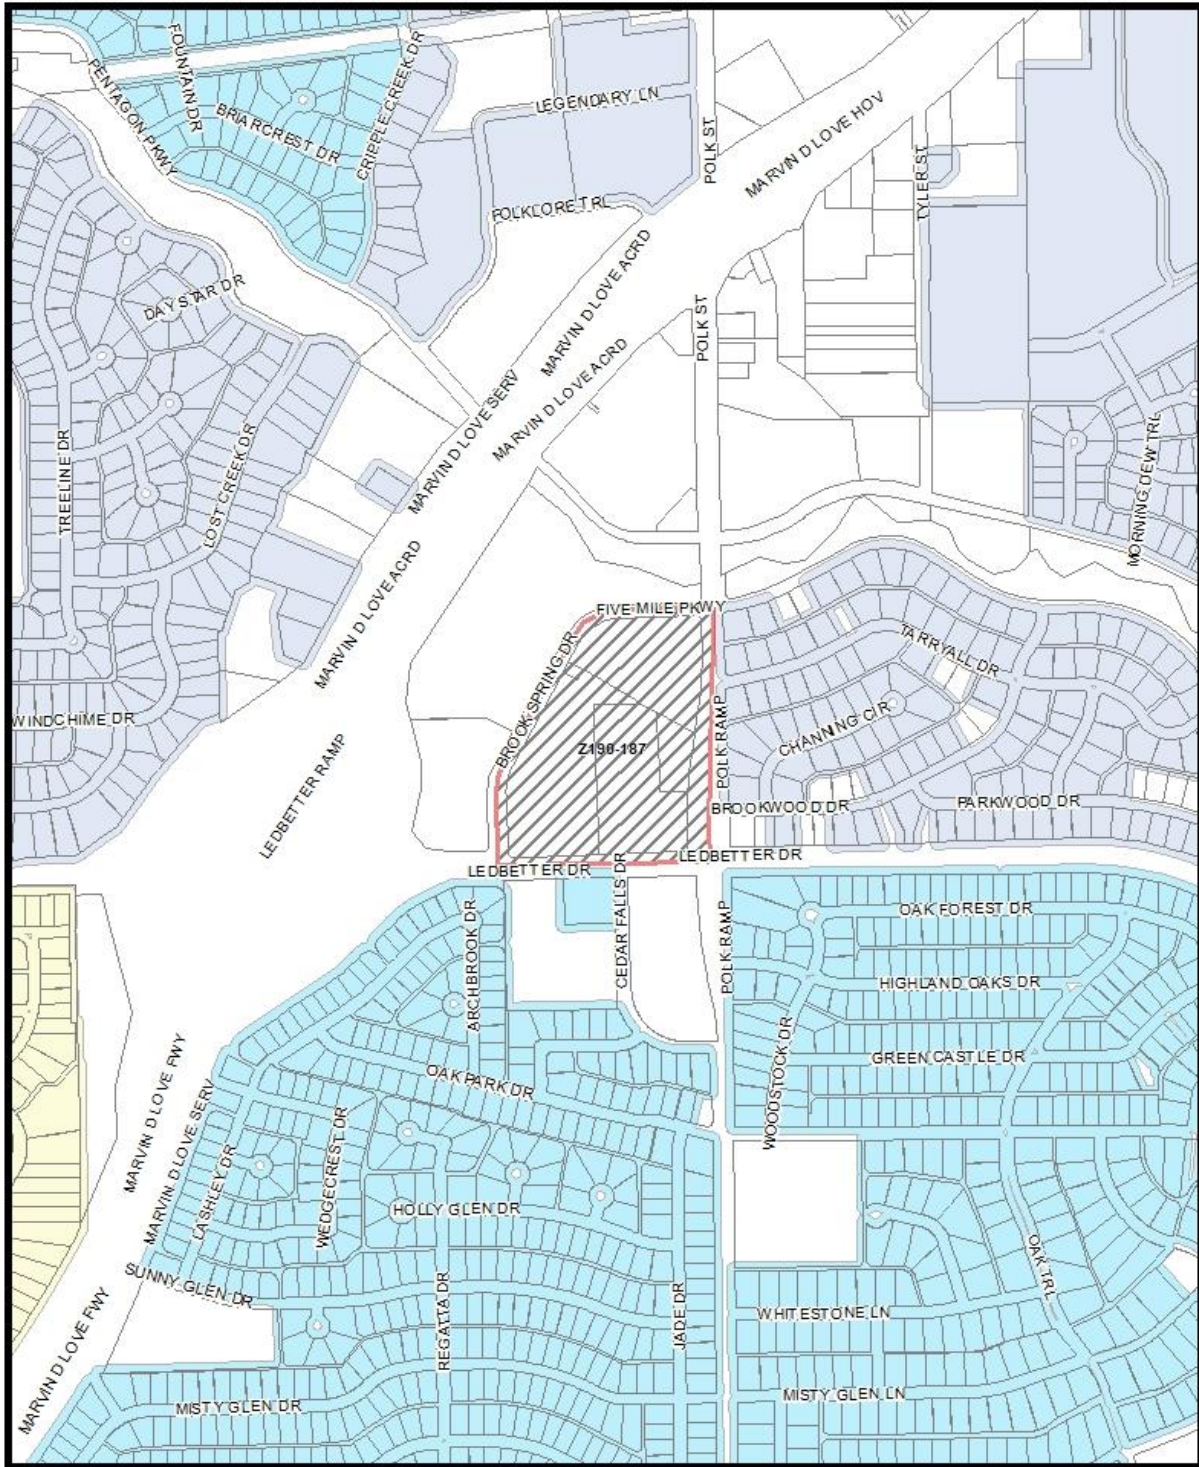 FOUNTAIN DR
PENTAGON PKWY
BRIARCREST DR
CRIPPLE CREEK DR
LEGENDARY LN
POLK ST
MARVIN D LOVE HOV
TYLER ST
FOLKLORE TRL
DAYSTAR DR
MARVIN D LOVE ACRD
POLK ST
MARVIN D LOVE ACRD
MARVIN D LOVE SERV
TREELINE DR
LOST CREEK DR
MORNING DEW TRL
MARVIN D LOVE ACRD
FIVE MILE PKWY
BROOK SPRING DR
TARRYALL DR
WINDCHIME DR
CHANNING CIR
Z190-187
POLK RAMP
LEDBETTER RAMP
BROOKWOOD DR
PARKWOOD DR
LEDBETTER DR
LEDBETTER DR
CEDAR FALLS DR
ARCHBROOK DR
POLK RAMP
OAK FOREST DR
HIGHLAND OAKS DR
WOODSTOCK DR
GREEN CASTLE DR
OAK PARK DR
MARVIN D LOVE FWY
MARVIN D LOVE SERV
LASHLEY DR
WEDGECREST DR
HOLLY GLEN DR
OAK TRL
SUNNY GLEN DR
REGATTA DR
JADE DR
WHITESTONE LN
MARVIN D LOVE FWY
MISTY GLEN DR
MISTY GLEN LN